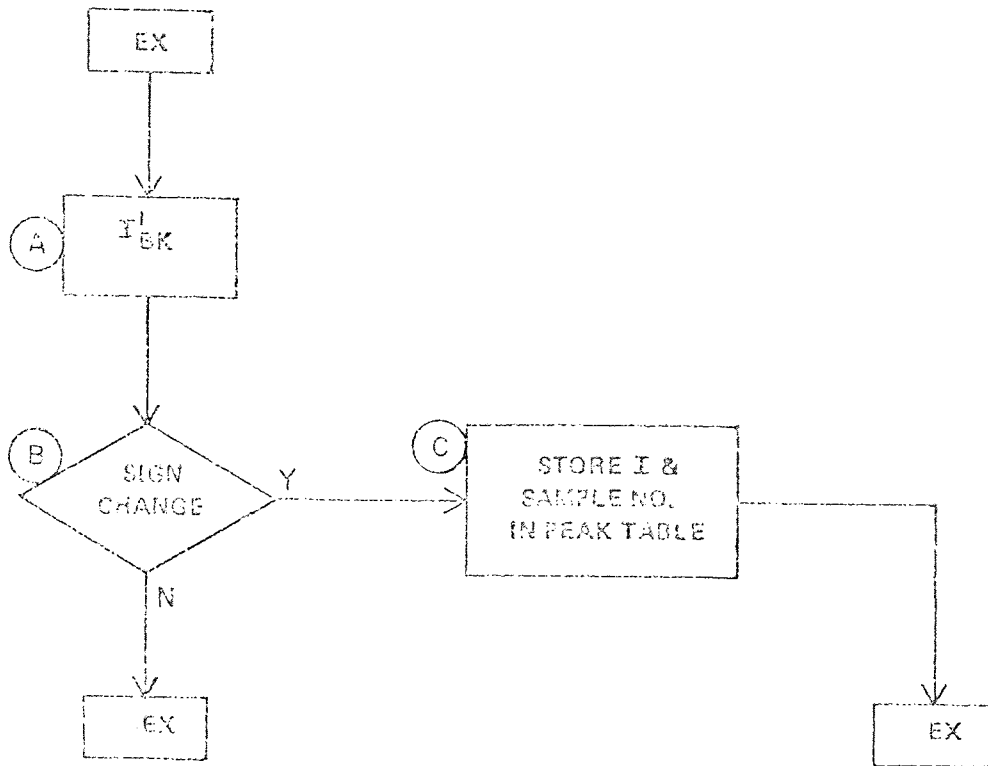 EX
A
I'BK
B
SIGN
CHANGE
Y
N
C
STORE I &
SAMPLE NO.
IN PEAK TABLE
EX
EX